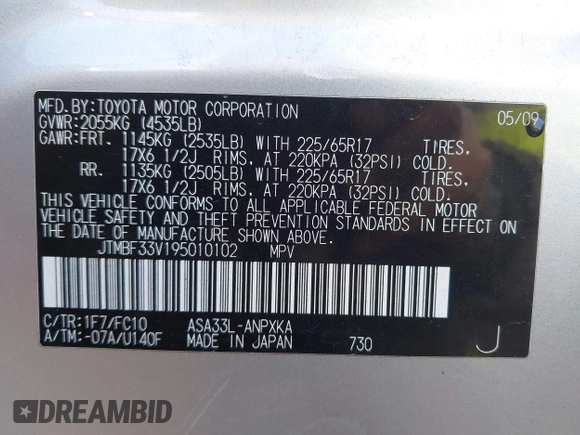 MFD.BY:TOYOTA MOTOR CORPORATION 05/09
GVWR:2055KG (4535LB)
GAWR:FRT. 1145KG (2535LB) WITH 225/65R17 TIRES,
17X6 1/2J RIMS, AT 220KPA (32PSI) COLD.
RR. 1135KG (2505LB) WITH 225/65R17 TIRES,
17X6 1/2J RIMS, AT 220KPA (32PSI) COLD.
THIS VEHICLE CONFORMS TO ALL APPLICABLE FEDERAL MOTOR
VEHICLE SAFETY AND THEFT PREVENTION STANDARDS IN EFFECT ON
THE DATE OF MANUFACTURE SHOWN ABOVE.
JTMBF33V195010102 MPV
C/TR:1F7/FC10 ASA33L-ANPXKA
A/TM:-07A/U140F MADE IN JAPAN 730 J
DREAMBID
dreambid.com